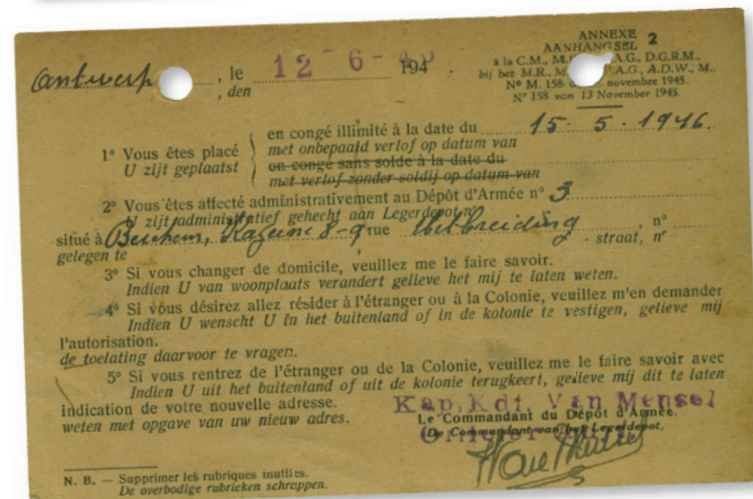 ANNEXE
AANHANGSEL 2
à la C.M., M. A.G., D.G.R.M.,
bij het M.R., M. P.A.G., A.D.W., M.
N° M. 158 novembre 1945.
N° 158 van 13 November 1945.
Antwerp, le 12-6-
194
, den
en congé illimité à la date du 15. 5. 1946.
1° Vous êtes placé met onbepaald verlof op datum van
U zijt geplaatst on congé sans solde à la date du
met verlof zonder soldij op datum van
2° Vous êtes affecté administrativement au Dépôt d'Armée n° 3
U zijt administratief gehecht aan Legerdepot n°
situé à Berchem, Kazerne 8-9 rue Uitbreiding, n°
gelegen te straat, nr
3° Si vous changer de domicile, veuillez me le faire savoir.
Indien U van woonplaats verandert gelieve het mij te laten weten.
4° Si vous désirez allez résider à l'étranger ou à la Colonie, veuillez m'en demander
Indien U wenscht U in het buitenland of in de kolonie te vestigen, gelieve mij
l'autorisation.
de toelating daarvoor te vragen.
5° Si vous rentrez de l'étranger ou de la Colonie, veuillez me le faire savoir avec
Indien U uit het buitenland of uit de kolonie terugkeert, gelieve mij dit te laten
indication de votre nouvelle adresse.
weten met opgave van uw nieuw adres.
Kap. Kdt. Van Mensel
Le Commandant du Dépôt d'Armée.
De Commandant van het Legerdepot,
N. B. — Supprimer les rubriques inutiles.
De overbodige rubrieken schrappen.